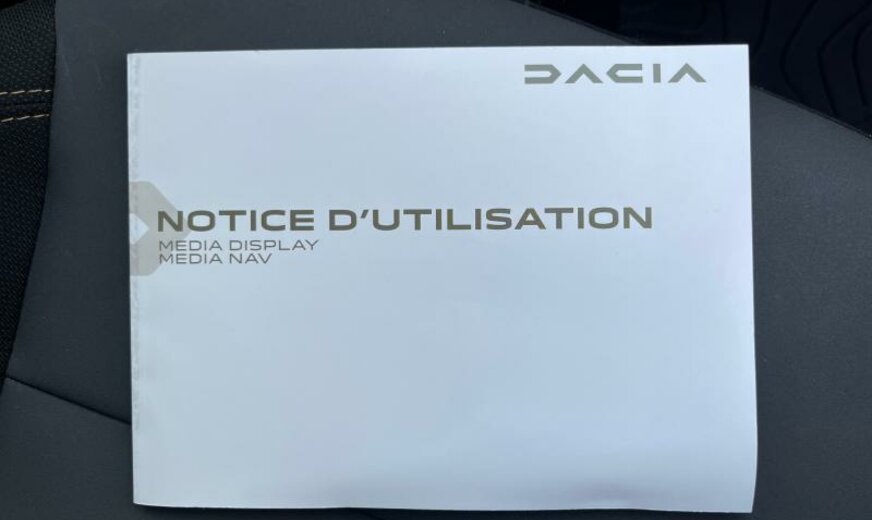 DACIA
NOTICE D'UTILISATION
MEDIA DISPLAY
MEDIA NAV